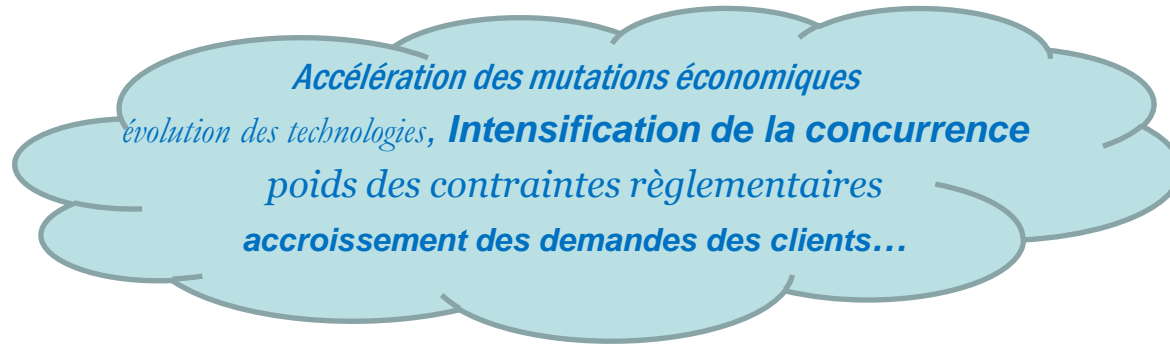 Accélération des mutations économiques
évolution des technologies, Intensification de la concurrence
poids des contraintes règlementaires
accroissement des demandes des clients…